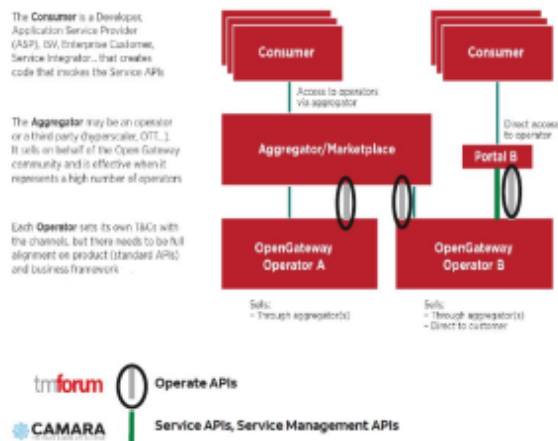 The Consumer is a Developer,
Application Service Provider
(ASP), ISV, Enterprise Customer,
Service Integrator... that creates
code that invokes the Service APIs
Consumer
Consumer
Access to operators
via aggregator
Direct access
to operator
The Aggregator may be an operator
or a third party (hyperscaler, OTT...).
It sells on behalf of the Open Gateway
community and is effective when it
represents a high number of operators
Aggregator/Marketplace
Portal B
Each Operator sets its own T&Cs with
the channels, but there needs to be full
alignment on product (standard APIs)
and business framework
OpenGateway
Operator A
OpenGateway
Operator B
Sells:
- Through aggregator(s)
Sells:
- Through aggregator(s)
- Direct to customer
tmforum
Operate APIs
CAMARA
Service APIs, Service Management APIs